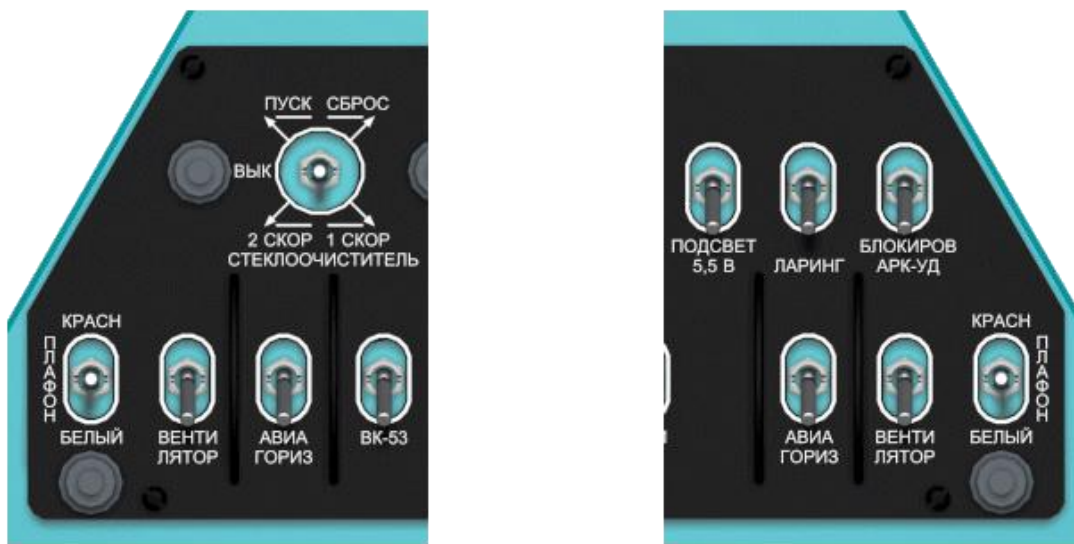 ПУСК СБРОС
ВЫК
2 СКОР 1 СКОР
СТЕКЛООЧИСТИТЕЛЬ
КРАСН
ПЛАФОН
БЕЛЫЙ
ВЕНТИ
ЛЯТОР
АВИА
ГОРИЗ
ВК-53
ПОДСВЕТ
5,5 В
ЛАРИНГ
БЛОКИРОВ
АРК-УД
АВИА
ГОРИЗ
ВЕНТИ
ЛЯТОР
КРАСН
ПЛАФОН
БЕЛЫЙ